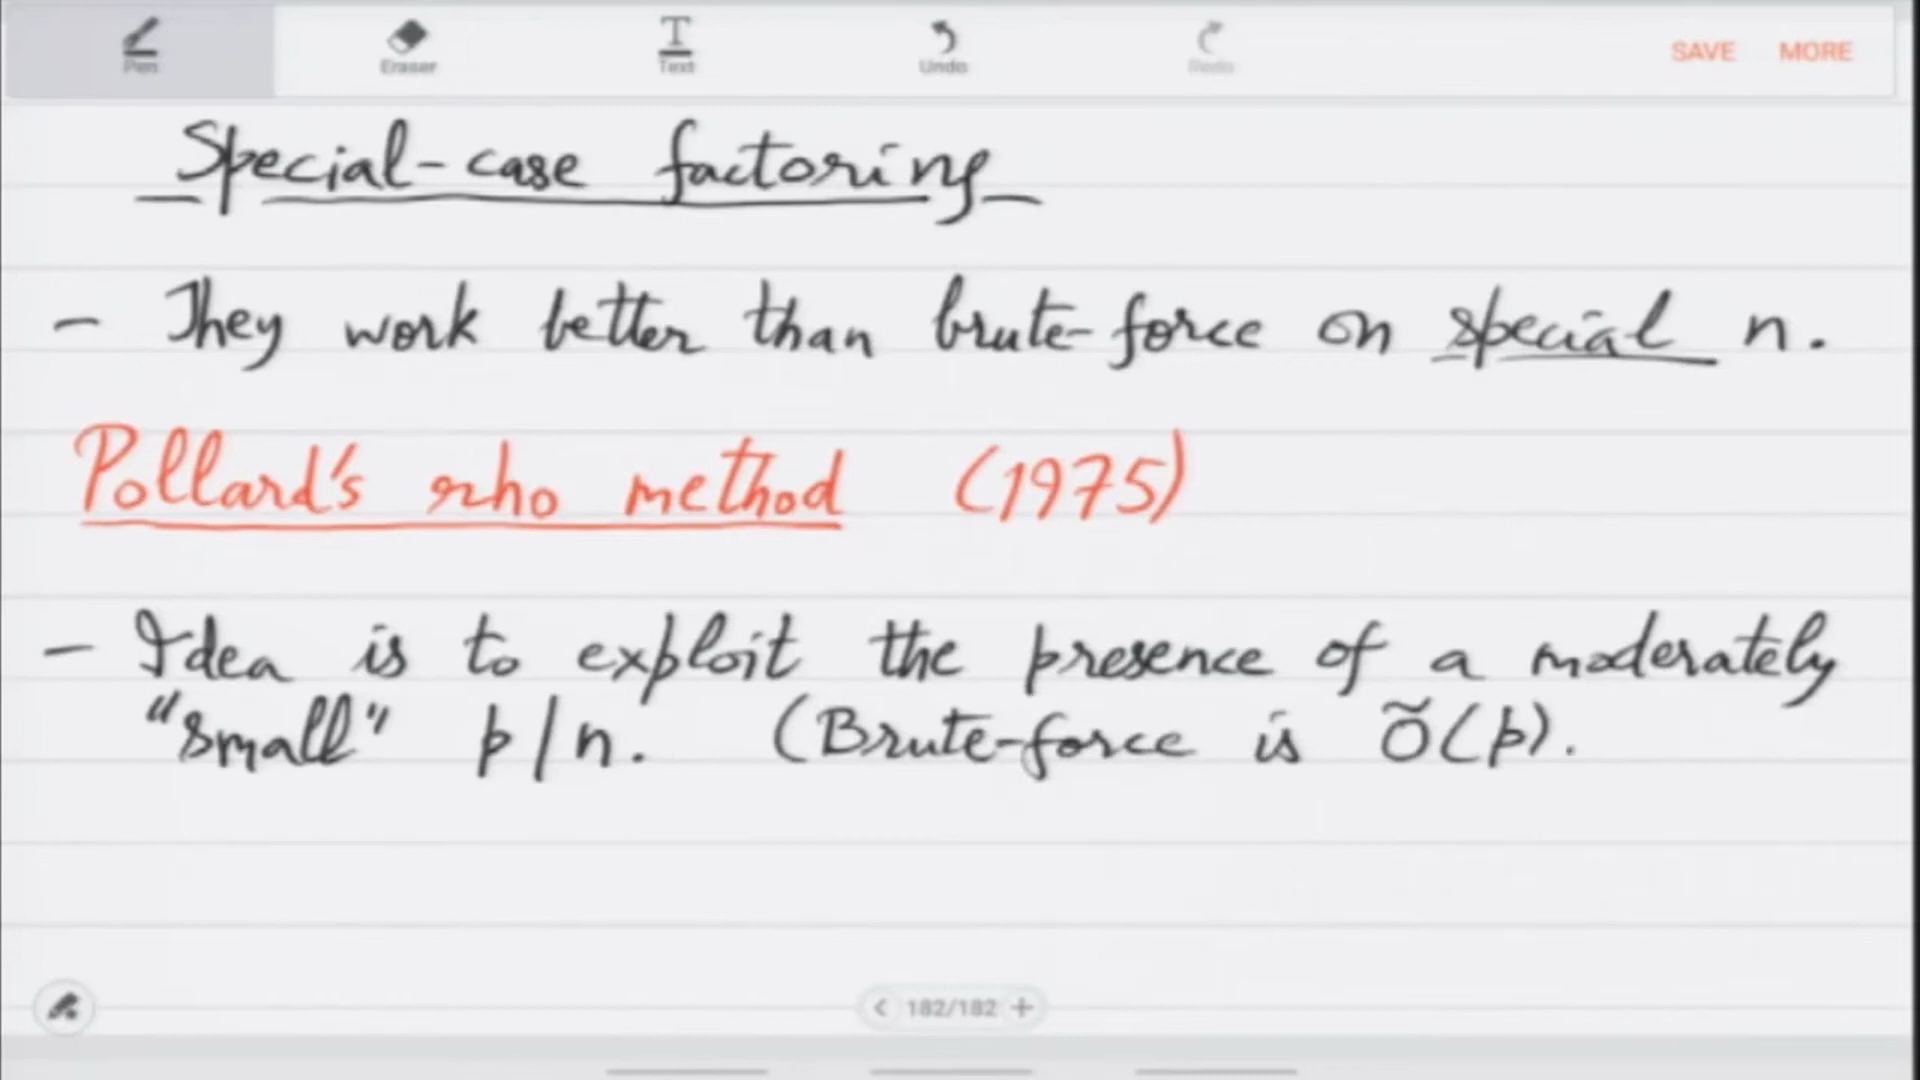 Pen Eraser Text Undo Redo SAVE MORE
Special-case factoring
- They work better than brute-force on special n.
Pollard's rho method (1975)
- Idea is to exploit the presence of a moderately
"small" p/n. (Brute-force is Õ(p).
< 182/182 +